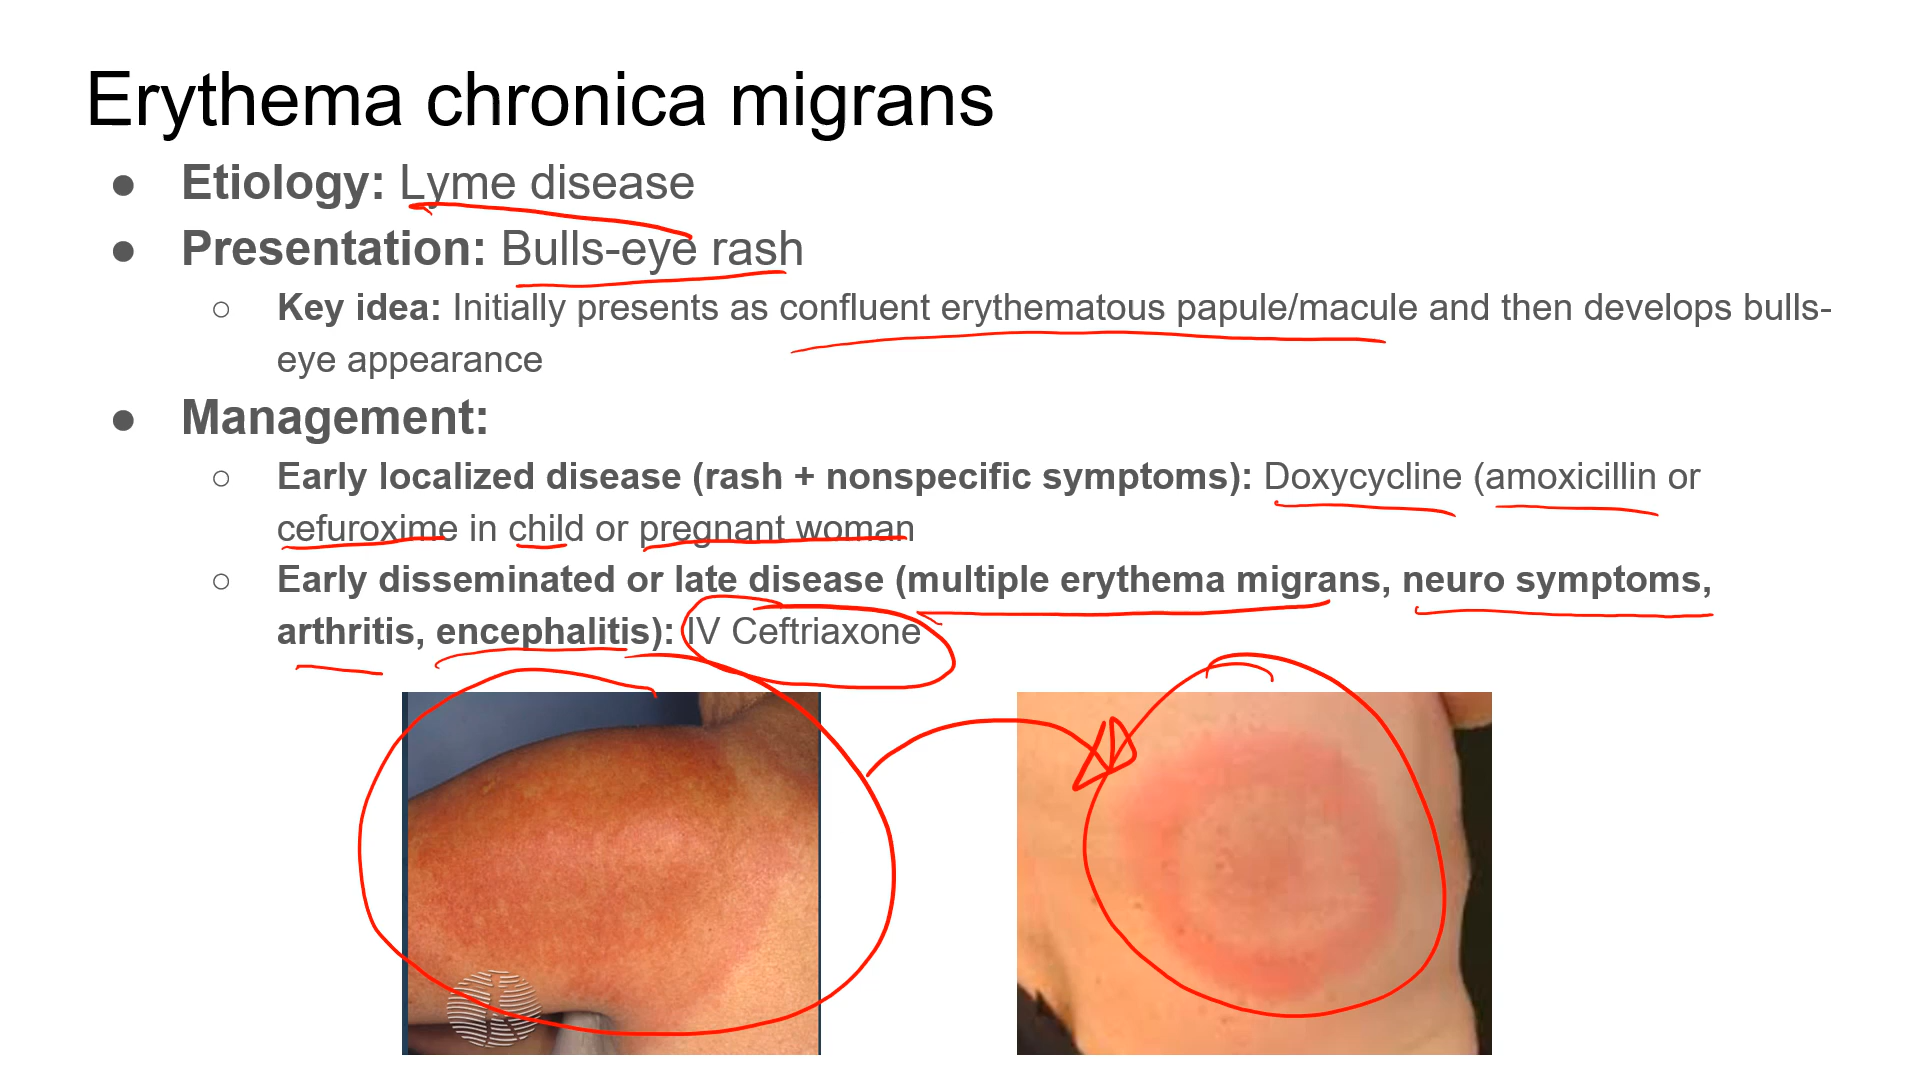 Erythema chronica migrans
● Etiology: Lyme disease
● Presentation: Bulls-eye rash
○ Key idea: Initially presents as confluent erythematous papule/macule and then develops bulls-
eye appearance
● Management:
○ Early localized disease (rash + nonspecific symptoms): Doxycycline (amoxicillin or
cefuroxime in child or pregnant woman
○ Early disseminated or late disease (multiple erythema migrans, neuro symptoms,
arthritis, encephalitis): IV Ceftriaxone